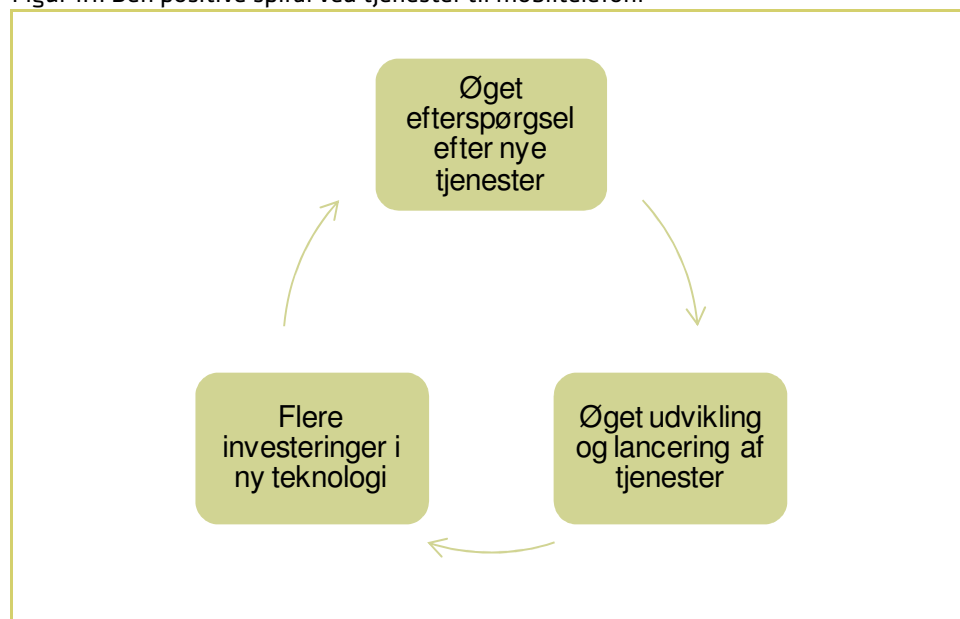 Den positive spiral ved tjenester til mobiltelefon.
Øget
efterspørgsel
efter nye
tjenester
Flere
investeringer i
ny teknologi
Øget udvikling
og lancering af
tjenester